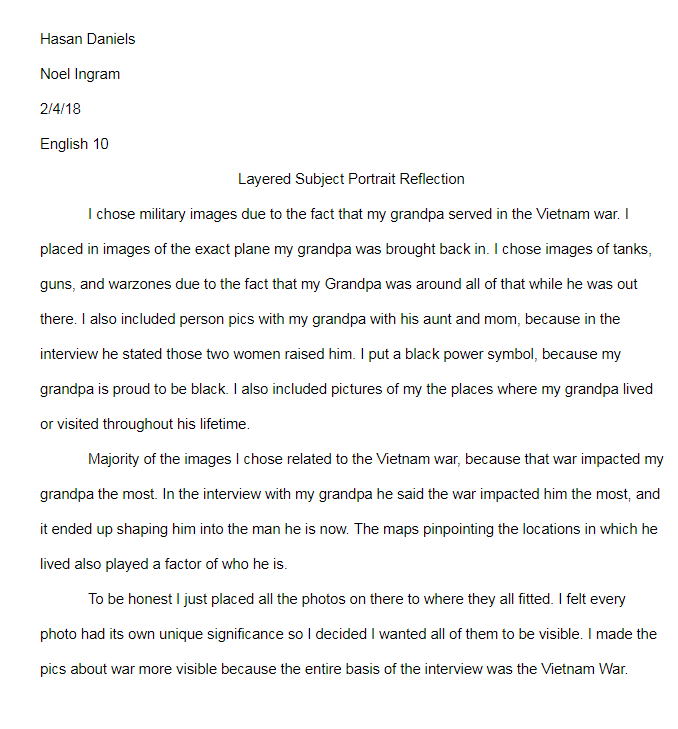 Hasan Daniels
Noel Ingram
2/4/18
English 10
Layered Subject Portrait Reflection
I chose military images due to the fact that my grandpa served in the Vietnam war. I
placed in images of the exact plane my grandpa was brought back in. I chose images of tanks,
guns, and warzones due to the fact that my Grandpa was around all of that while he was out
there. I also included person pics with my grandpa with his aunt and mom, because in the
interview he stated those two women raised him. I put a black power symbol, because my
grandpa is proud to be black. I also included pictures of my the places where my grandpa lived
or visited throughout his lifetime.
Majority of the images I chose related to the Vietnam war, because that war impacted my
grandpa the most. In the interview with my grandpa he said the war impacted him the most, and
it ended up shaping him into the man he is now. The maps pinpointing the locations in which he
lived also played a factor of who he is.
To be honest I just placed all the photos on there to where they all fitted. I felt every
photo had its own unique significance so I decided I wanted all of them to be visible. I made the
pics about war more visible because the entire basis of the interview was the Vietnam War.